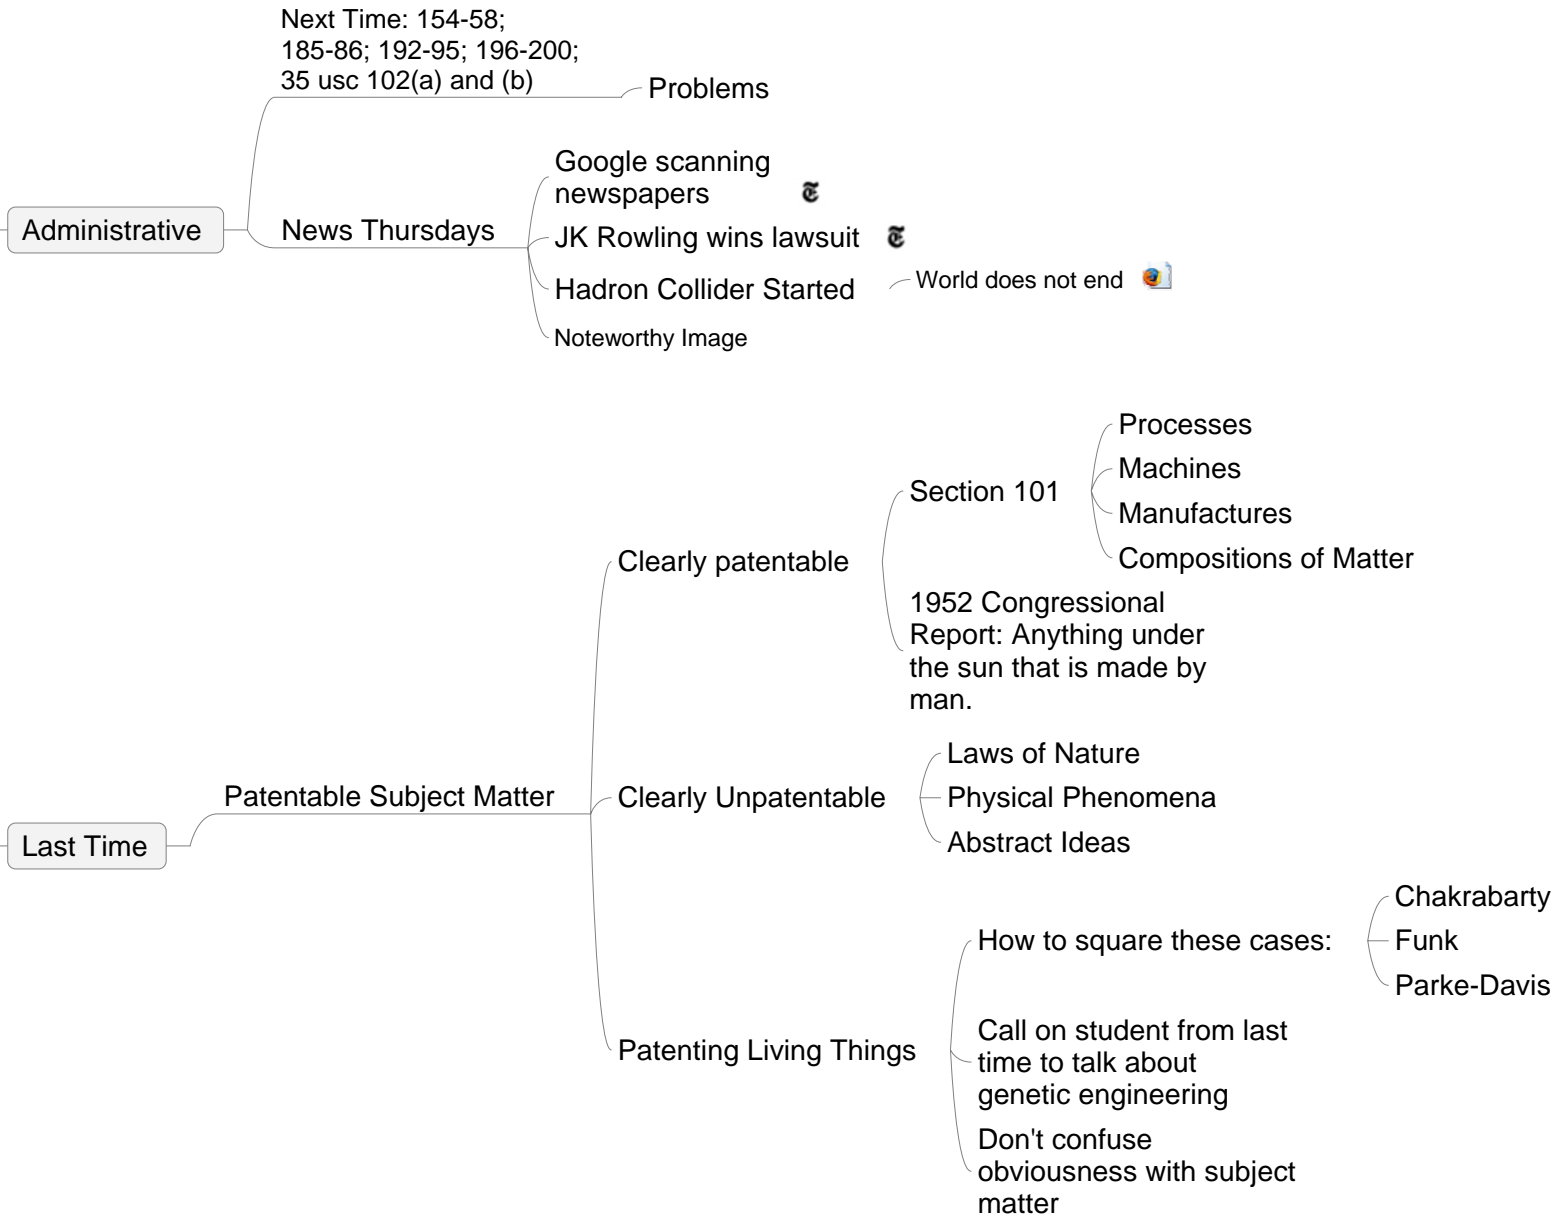 Next Time: 154-58;
185-86; 192-95; 196-200;
35 usc 102(a) and (b)
Problems
Administrative
News Thursdays
Google scanning
newspapers
JK Rowling wins lawsuit
Hadron Collider Started
World does not end
Noteworthy Image
Last Time
Patentable Subject Matter
Clearly patentable
Section 101
Processes
Machines
Manufactures
Compositions of Matter
1952 Congressional
Report: Anything under
the sun that is made by
man.
Clearly Unpatentable
Laws of Nature
Physical Phenomena
Abstract Ideas
Patenting Living Things
How to square these cases:
Chakrabarty
Funk
Parke-Davis
Call on student from last
time to talk about
genetic engineering
Don't confuse
obviousness with subject
matter